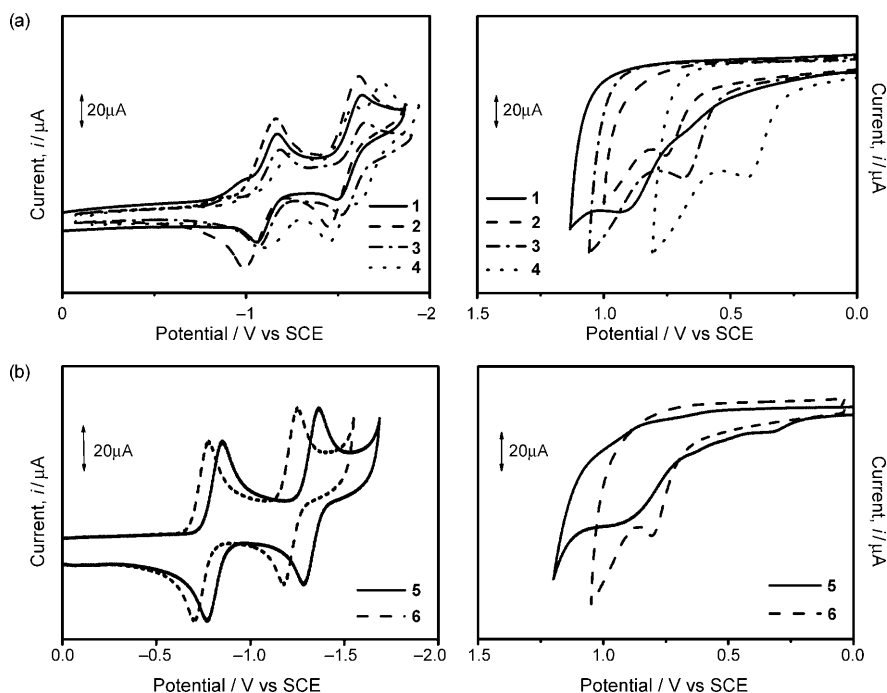 (a)
Current, i / μA
20μA
1
2
3
4
0
–1
–2
Potential / V vs SCE
20μA
1
2
3
4
1.5
1.0
0.5
0.0
Potential / V vs SCE
Current, i / μA
(b)
Current, i / μA
20μA
5
6
0.0
–0.5
–1.0
–1.5
–2.0
Potential / V vs SCE
20μA
5
6
1.5
1.0
0.5
0.0
Potential / V vs SCE
Current, i / μA